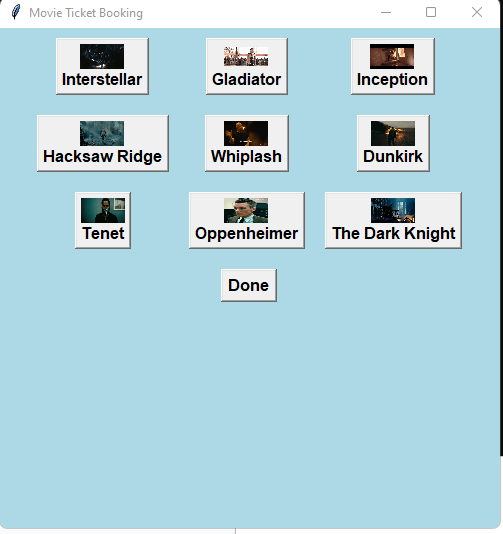 Movie Ticket Booking
Interstellar
Gladiator
Inception
Hacksaw Ridge
Whiplash
Dunkirk
Tenet
Oppenheimer
The Dark Knight
Done